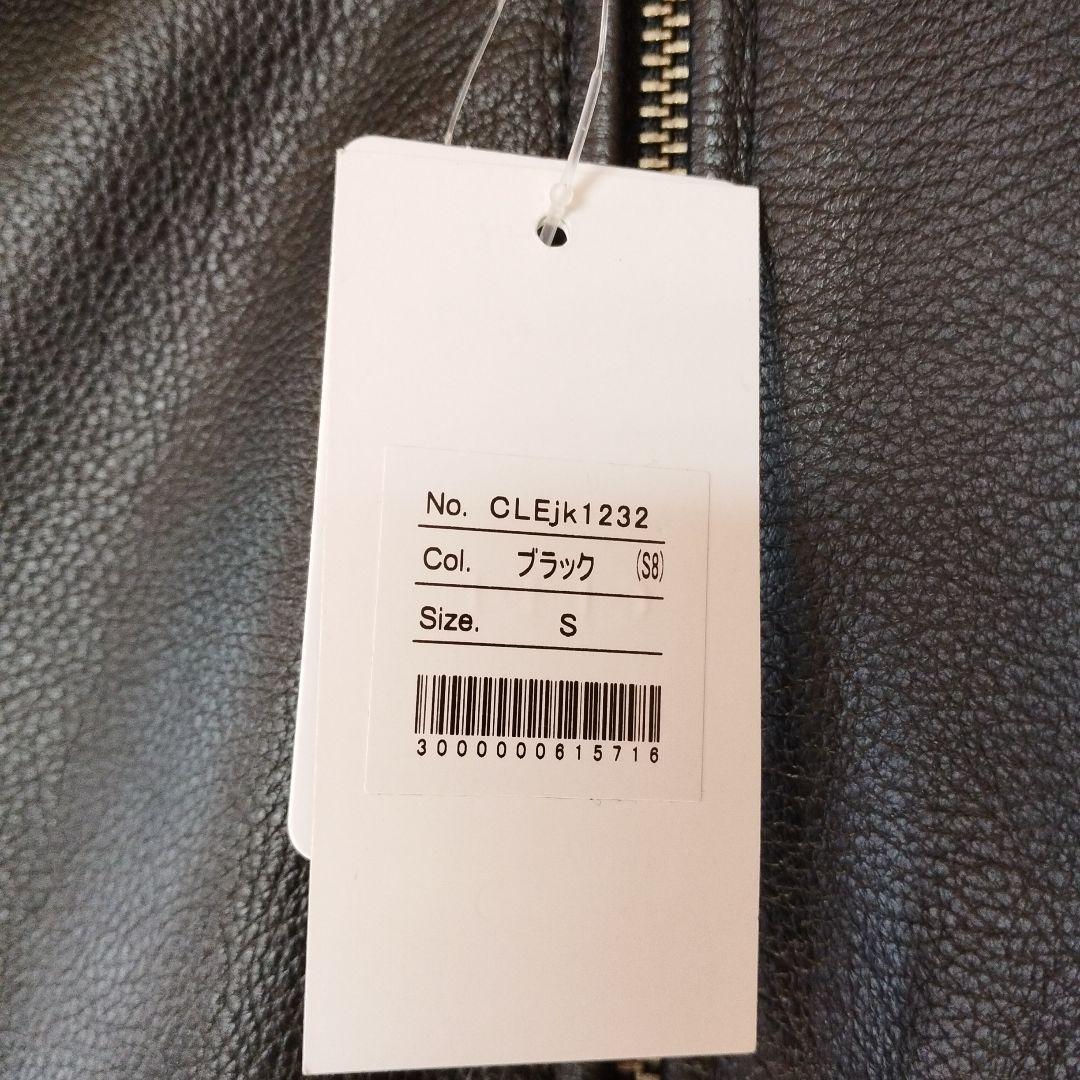 No. CLEjk1232
Col. ブラック (S8)
Size. S
3000000615716